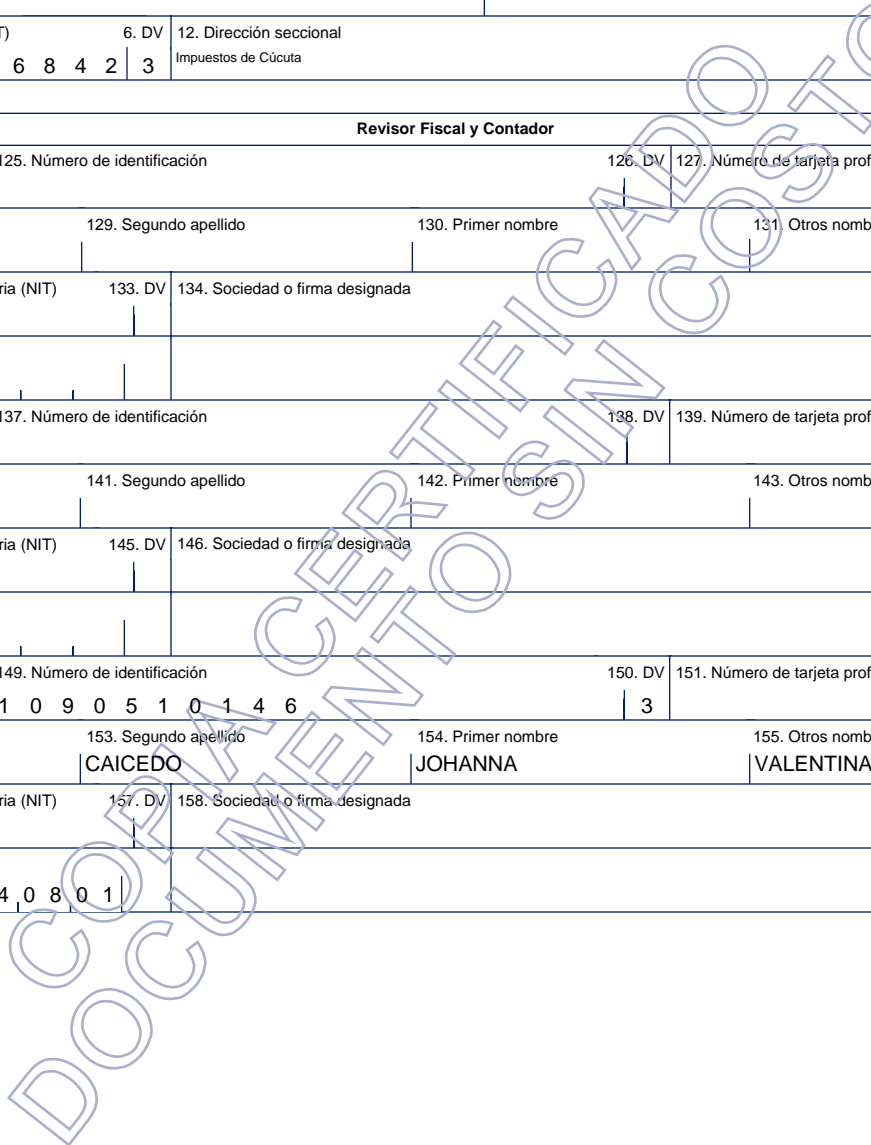 T) 6. DV 12. Dirección seccional
6 8 4 2 3 Impuestos de Cúcuta
Revisor Fiscal y Contador
125. Número de identificación 126. DV 127. Número de tarjeta prof
129. Segundo apellido 130. Primer nombre 131. Otros nomb
ria (NIT) 133. DV 134. Sociedad o firma designada
137. Número de identificación 138. DV 139. Número de tarjeta prof
141. Segundo apellido 142. Primer nombre 143. Otros nomb
ria (NIT) 145. DV 146. Sociedad o firma designada
149. Número de identificación 150. DV 151. Número de tarjeta prof
1 0 9 0 5 1 0 1 4 6 3
153. Segundo apellido 154. Primer nombre 155. Otros nomb
CAICEDO JOHANNA VALENTINA
ria (NIT) 157. DV 158. Sociedad o firma designada
4 0 8 0 1
COPIA CERTIFICADO
DOCUMENTO SIN COSTO